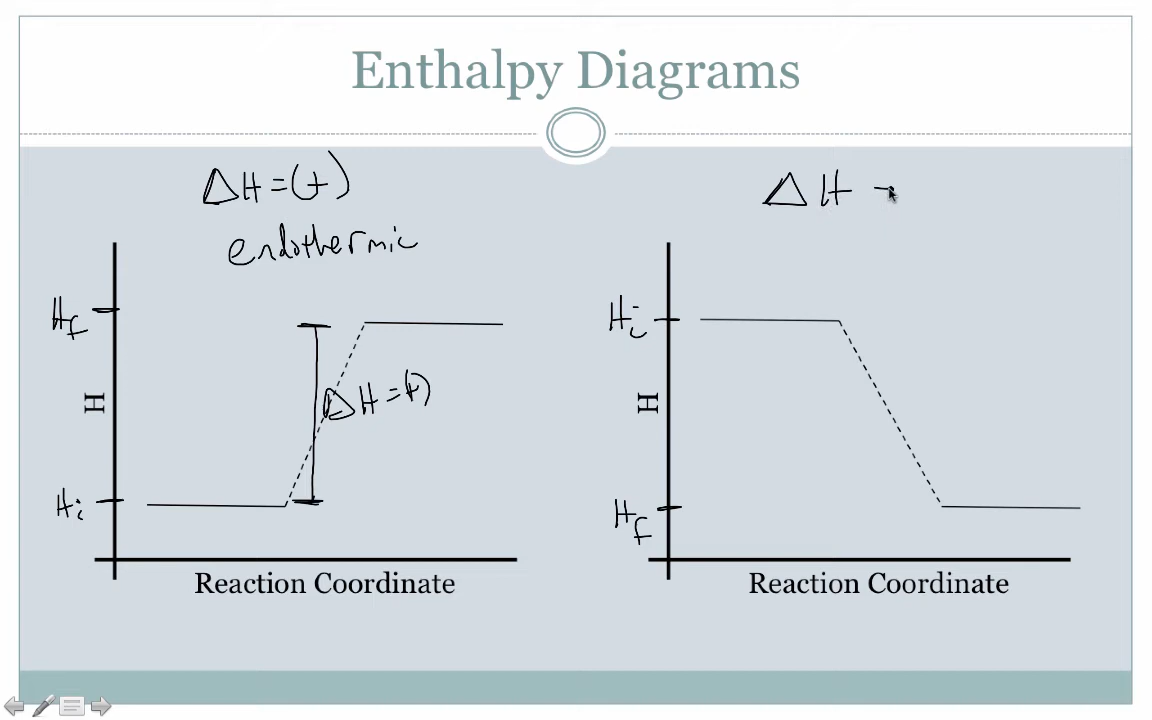 Enthalpy Diagrams
ΔH = (+)
endothermic
Hf
H
ΔH = (+)
Hi
Reaction Coordinate
ΔH -
Hi
H
Hf
Reaction Coordinate